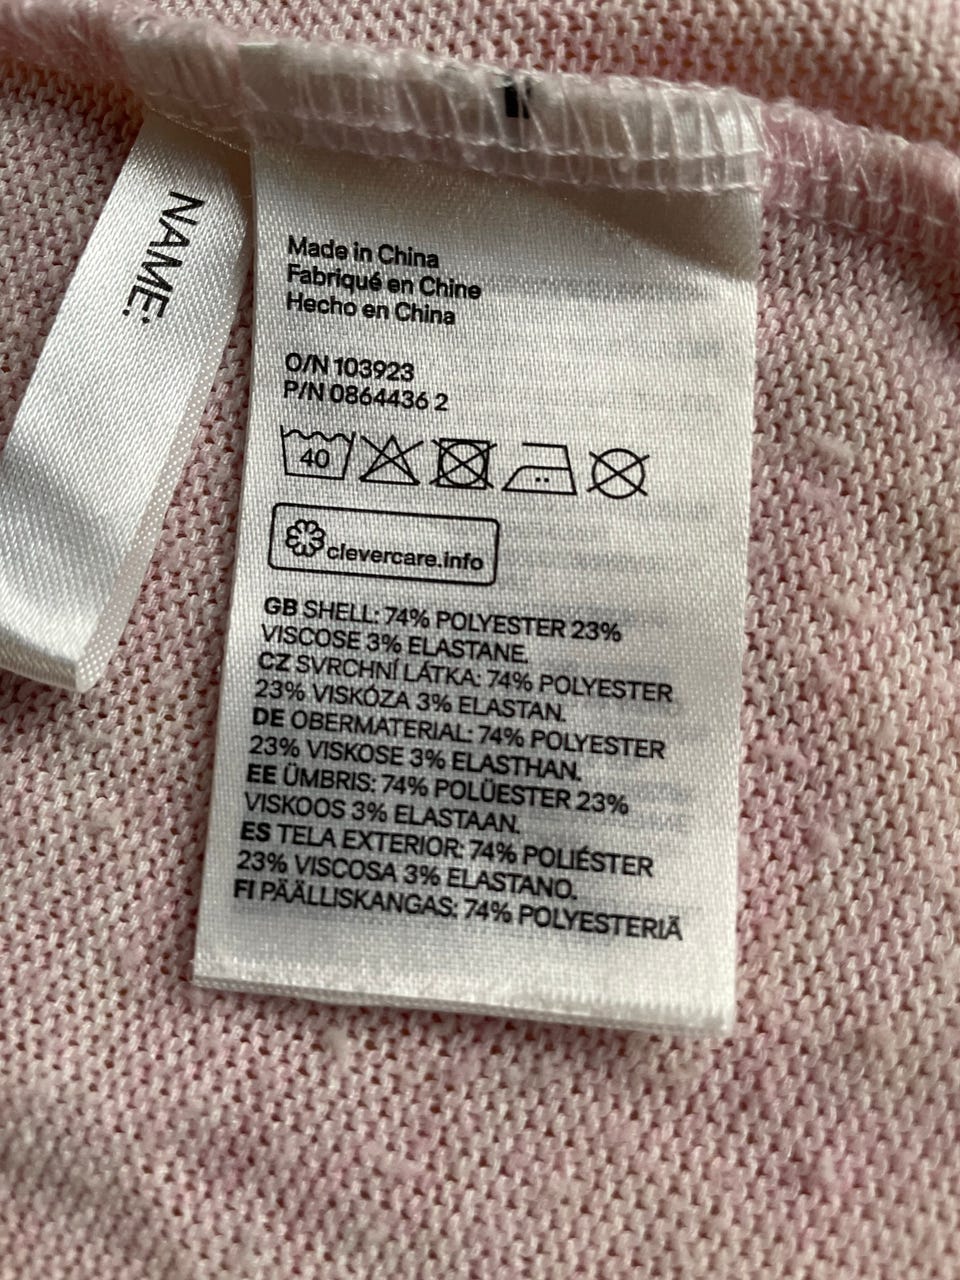 NAME:
Made in China
Fabriqué en Chine
Hecho en China
O/N 103923
P/N 0864436 2
40
clevercare.info
GB SHELL: 74% POLYESTER 23%
VISCOSE 3% ELASTANE.
CZ SVRCHNÍ LÁTKA: 74% POLYESTER
23% VISKÓZA 3% ELASTAN.
DE OBERMATERIAL: 74% POLYESTER
23% VISKOSE 3% ELASTHAN.
EE ÜMBRIS: 74% POLÜESTER 23%
VISKOOS 3% ELASTAAN.
ES TELA EXTERIOR: 74% POLIÉSTER
23% VISCOSA 3% ELASTANO.
FI PÄÄLLISKANGAS: 74% POLYESTERIÄ